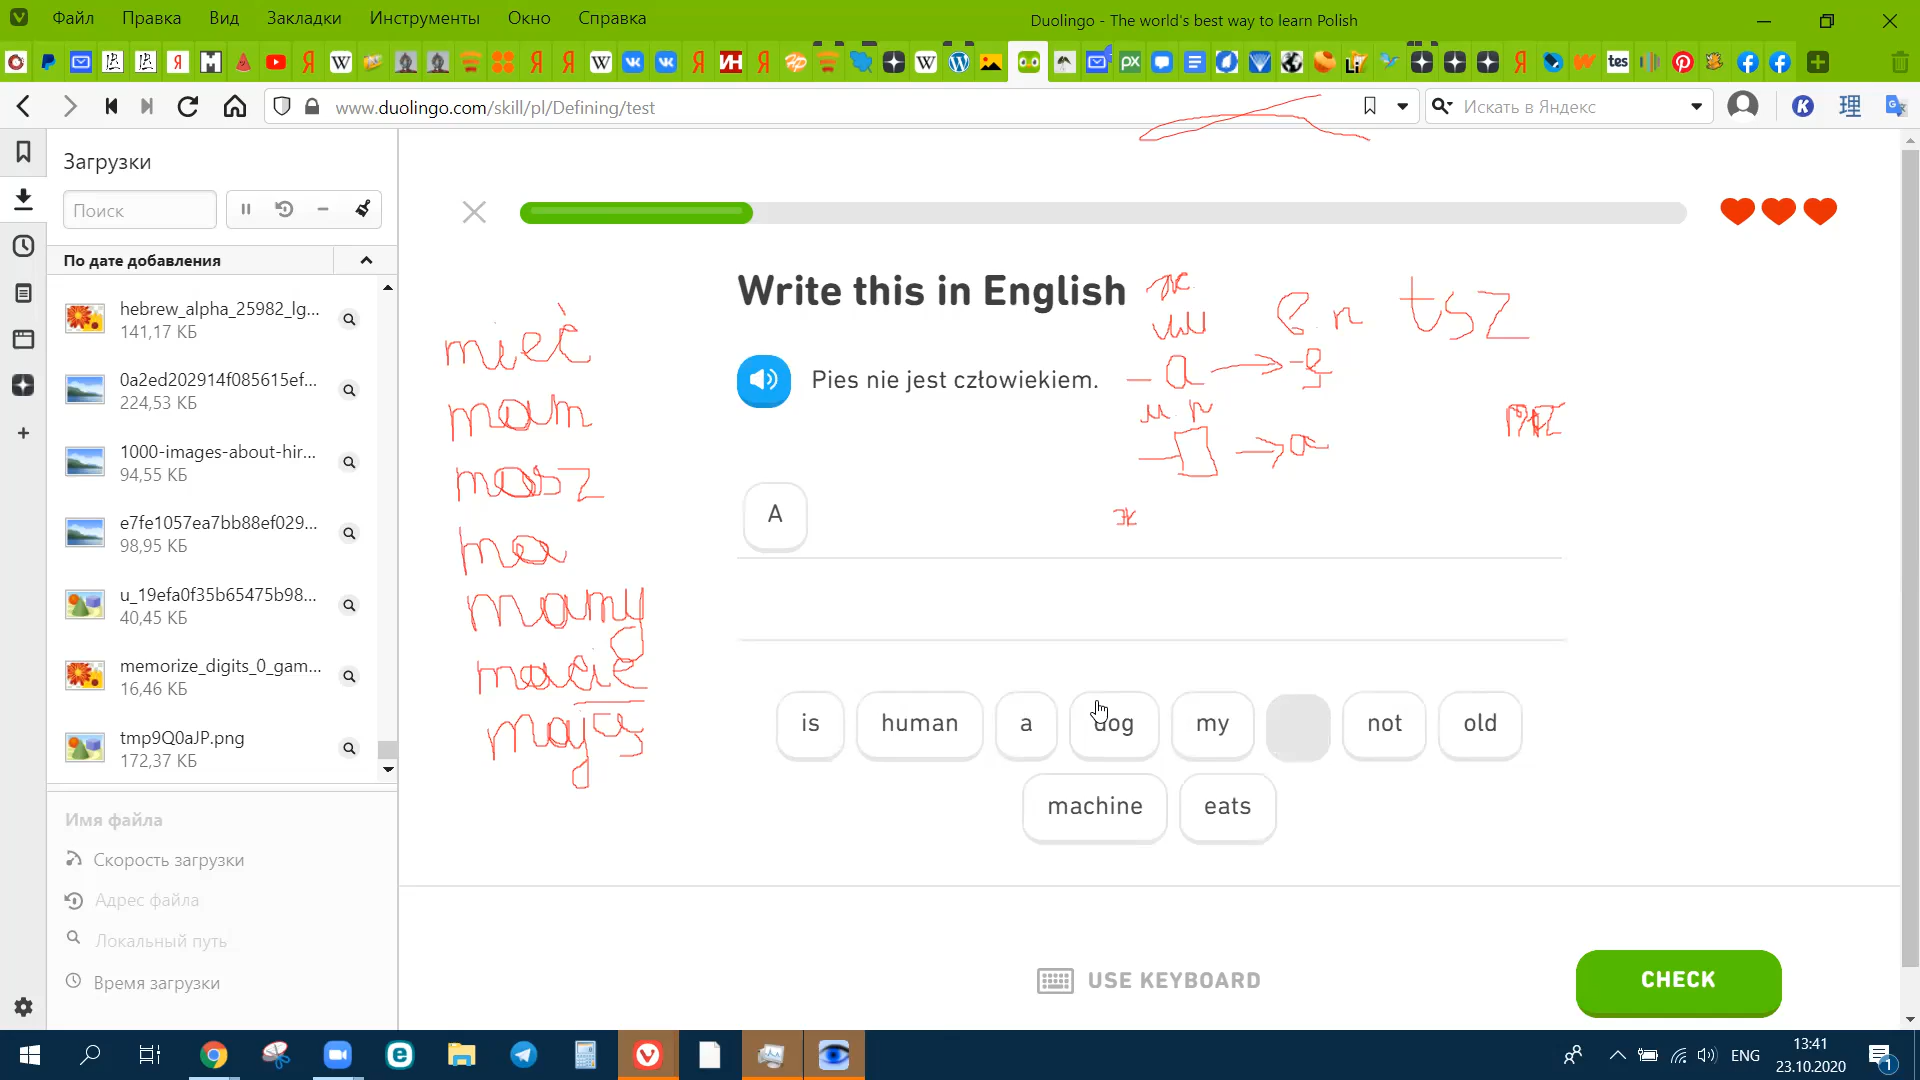 Файл Правка Вид Закладки Инструменты Окно Справка
Duolingo - The world's best way to learn Polish
www.duolingo.com/skill/pl/Defining/test
Искать в Яндекс
Загрузки
Поиск
По дате добавления
hebrew_alpha_25982_lg...
141,17 КБ
0a2ed202914f085615ef...
224,53 КБ
1000-images-about-hir...
94,55 КБ
e7fe1057ea7bb88ef029...
98,95 КБ
u_19efa0f35b65475b98...
40,45 КБ
memorize_digits_0_gam...
16,46 КБ
tmp9Q0aJP.png
172,37 КБ
Имя файла
Скорость загрузки
Адрес файла
Локальный путь
Время загрузки
Write this in English
Pies nie jest człowiekiem.
mieć
mam
masz
ma
mamy
macie
mają
ж
ш
в п
tsz
- a → -ę
и п
→ a
ж
A
is human a dog my not old
machine eats
USE KEYBOARD
CHECK
ENG
13:41
23.10.2020
1